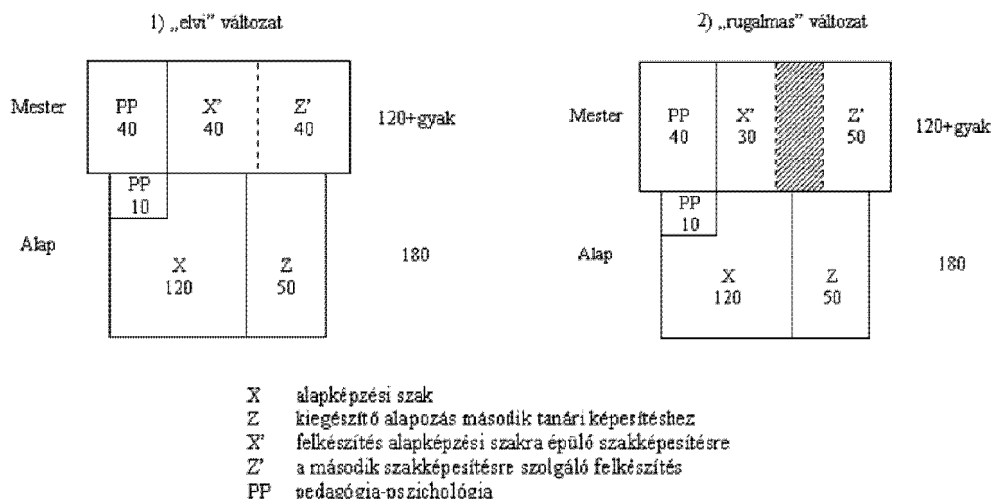 1) „elvi” változat
Mester
PP
40
X’
40
Z’
40
120+gyak
PP
10
Alap
X
120
Z
50
180
2) „rugalmas” változat
Mester
PP
40
X’
30
Z’
50
120+gyak
PP
10
Alap
X
120
Z
50
180
X alapképzési szak
Z kiegészítő alapozás második tanári képesítéshez
X’ felkészítés alapképzési szakra épülő szakképesítésre
Z’ a második szakképesítésre szolgáló felkészítés
PP pedagógia-pszichológia